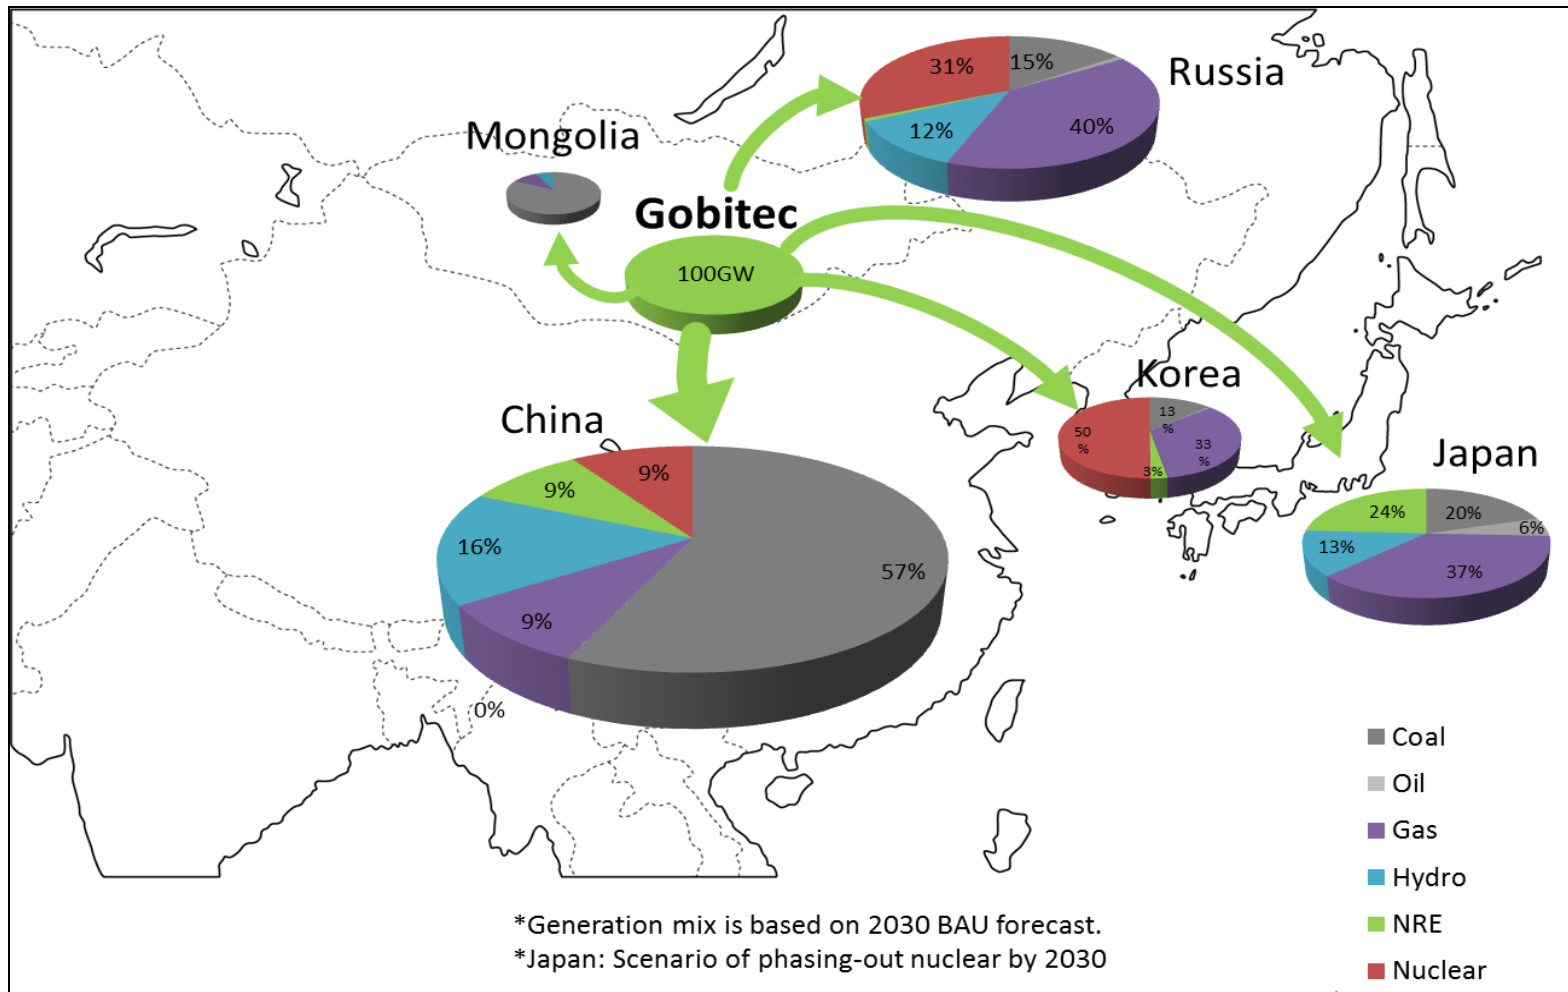 Russia
31%
15%
40%
12%
Mongolia
Gobitec
100GW
Korea
13
%
50
%
33
%
3%
China
9%
9%
16%
57%
9%
0%
Japan
24%
20%
6%
13%
37%
Coal
Oil
Gas
Hydro
NRE
Nuclear
*Generation mix is based on 2030 BAU forecast.
*Japan: Scenario of phasing-out nuclear by 2030